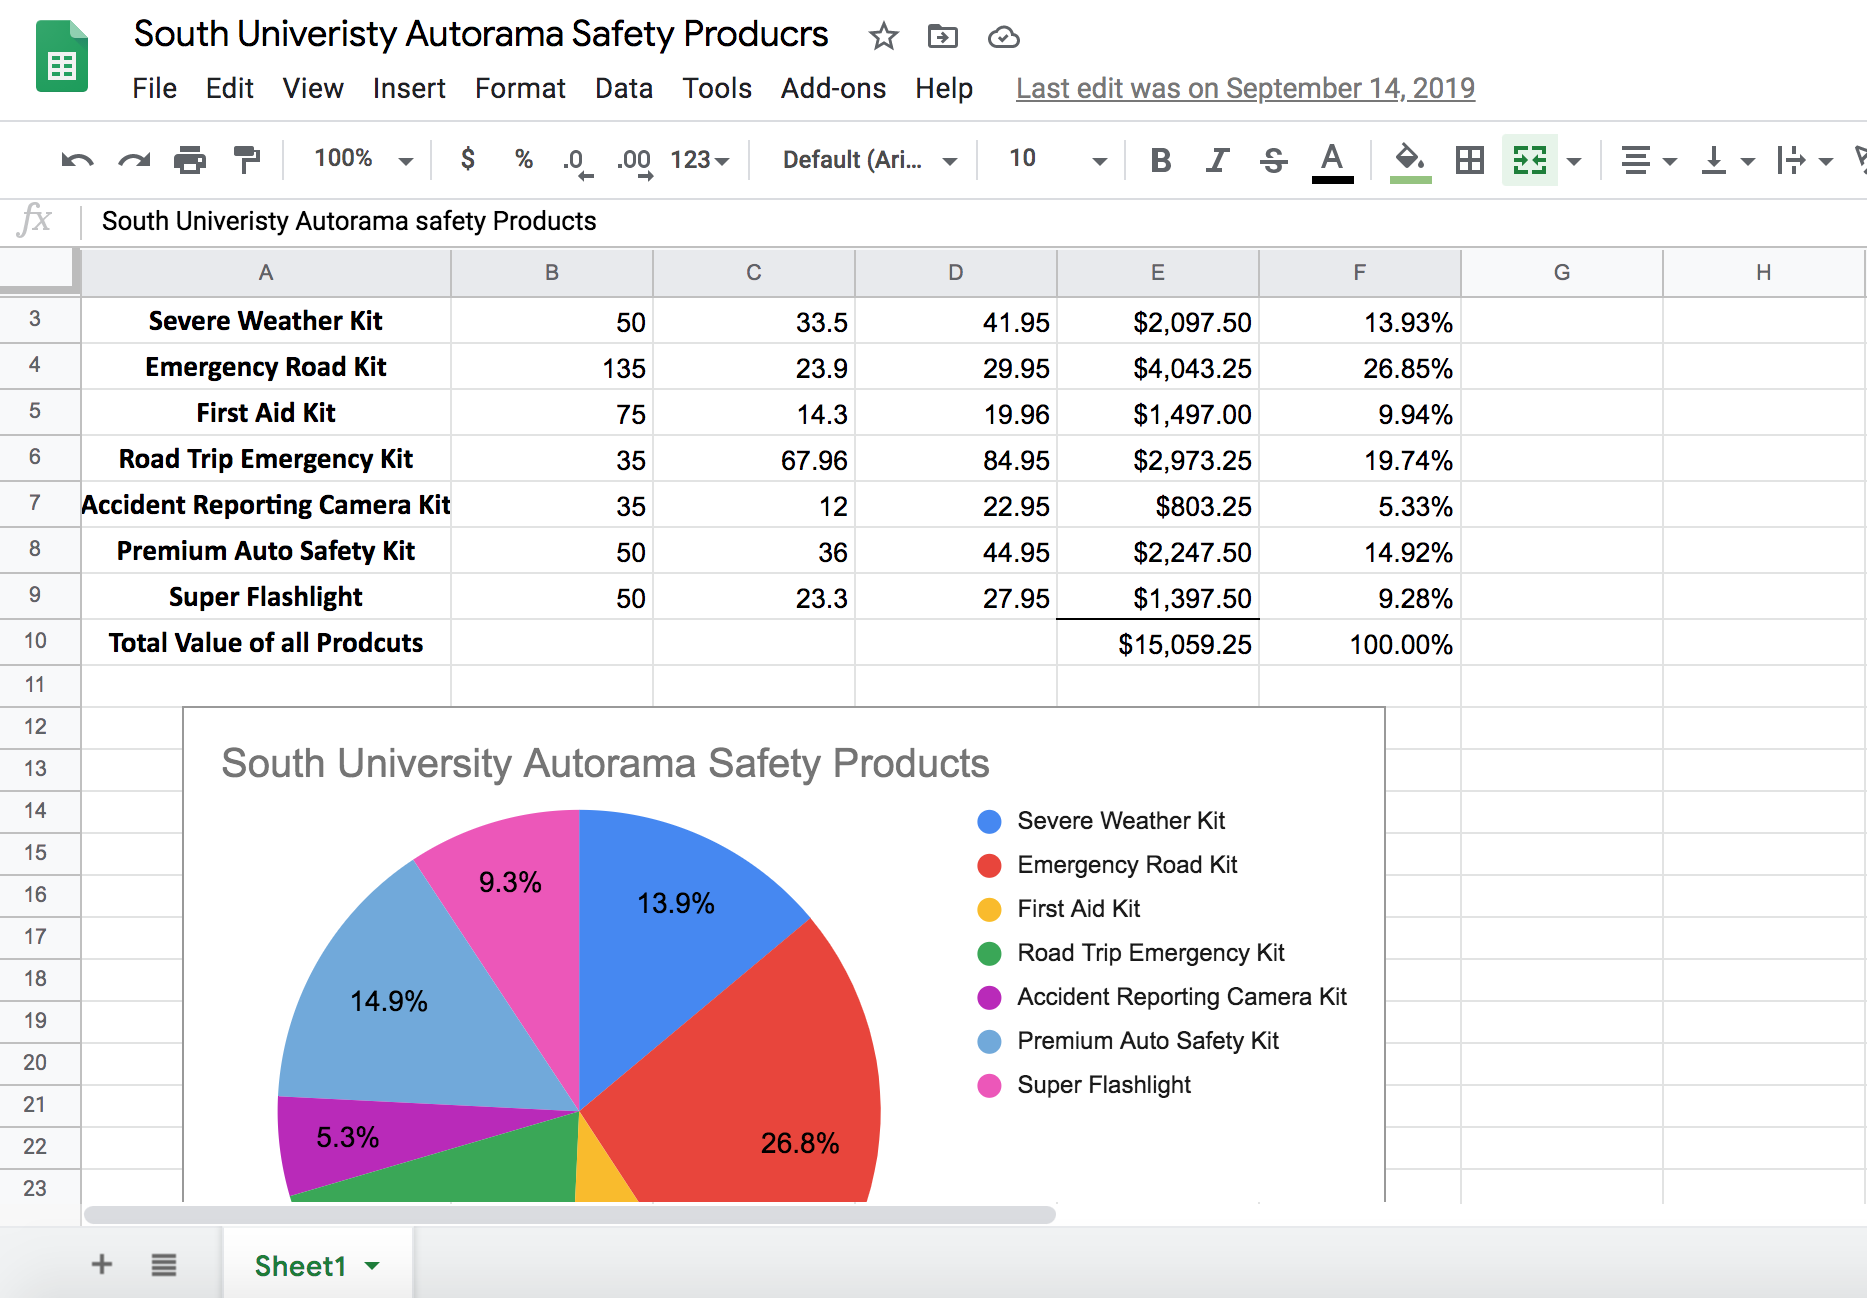 South Univeristy Autorama Safety Producrs
File Edit View Insert Format Data Tools Add-ons Help Last edit was on September 14, 2019
100% $ % .0 .00 123 Default (Ari... 10 B I S A
fx South Univeristy Autorama safety Products
A B C D E F G H
3 Severe Weather Kit 50 33.5 41.95 $2,097.50 13.93%
4 Emergency Road Kit 135 23.9 29.95 $4,043.25 26.85%
5 First Aid Kit 75 14.3 19.96 $1,497.00 9.94%
6 Road Trip Emergency Kit 35 67.96 84.95 $2,973.25 19.74%
7 Accident Reporting Camera Kit 35 12 22.95 $803.25 5.33%
8 Premium Auto Safety Kit 50 36 44.95 $2,247.50 14.92%
9 Super Flashlight 50 23.3 27.95 $1,397.50 9.28%
10 Total Value of all Prodcuts $15,059.25 100.00%
11
12
13 South University Autorama Safety Products
14 Severe Weather Kit
15 Emergency Road Kit
16 9.3% 13.9% First Aid Kit
17 Road Trip Emergency Kit
18 14.9% Accident Reporting Camera Kit
19 Premium Auto Safety Kit
20 Super Flashlight
21
22 5.3% 26.8%
23
Sheet1